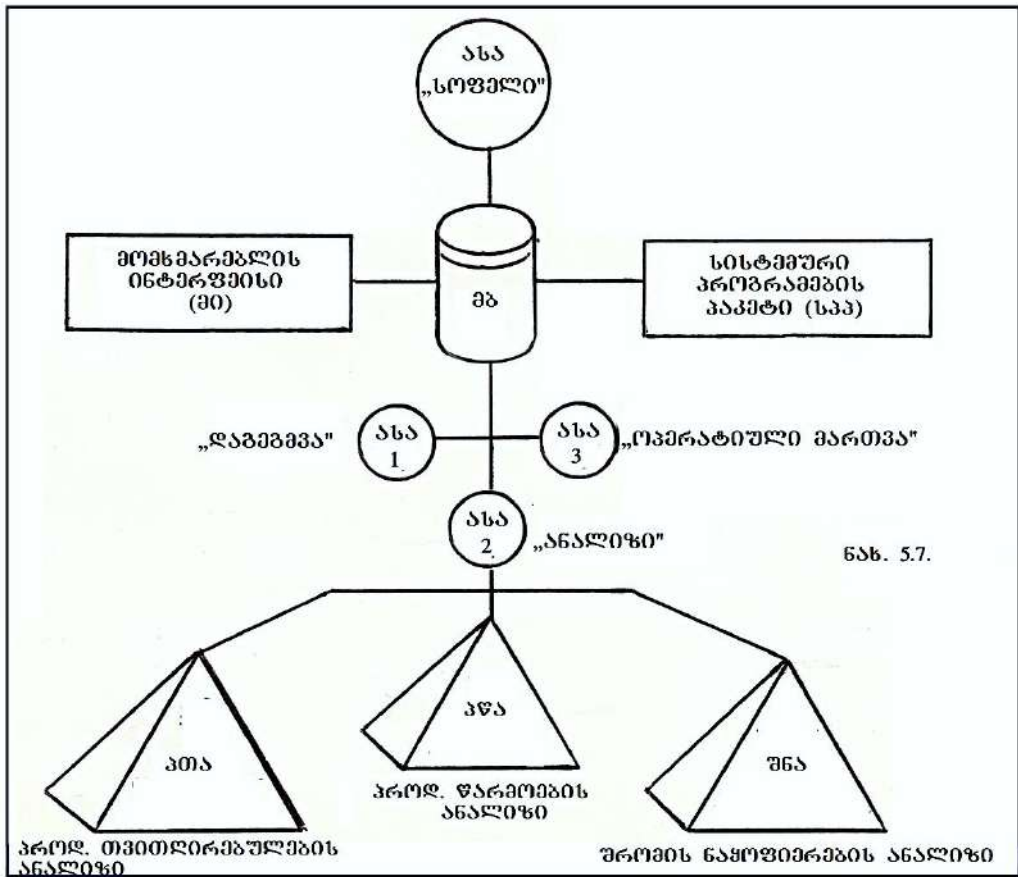 ასა
„სოფელი"
მომხმარებლის
ინტერფეისი
(მი)
მბ
სისტემური
პროგრამების
პაკეტი (სპპ)
„დაგეგმვა"
ასა
1
ასა
3
„ოპერატიული მართვა"
ასა
2
„ანალიზი"
ნახ. 5.7.
პთა
პწა
შნა
პროდ. თვითღირებულების
ანალიზი
პროდ. წარმოების
ანალიზი
შრომის ნაყოფიერების ანალიზი